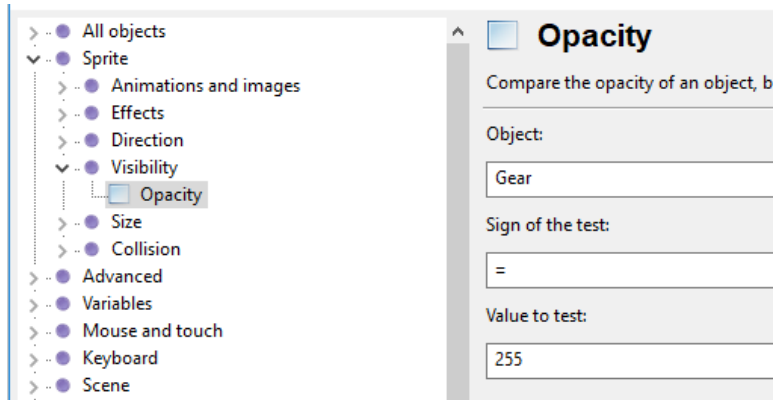 All objects
Sprite
Animations and images
Effects
Direction
Visibility
Opacity
Size
Collision
Advanced
Variables
Mouse and touch
Keyboard
Scene
Opacity
Compare the opacity of an object, b
Object:
Gear
Sign of the test:
=
Value to test:
255